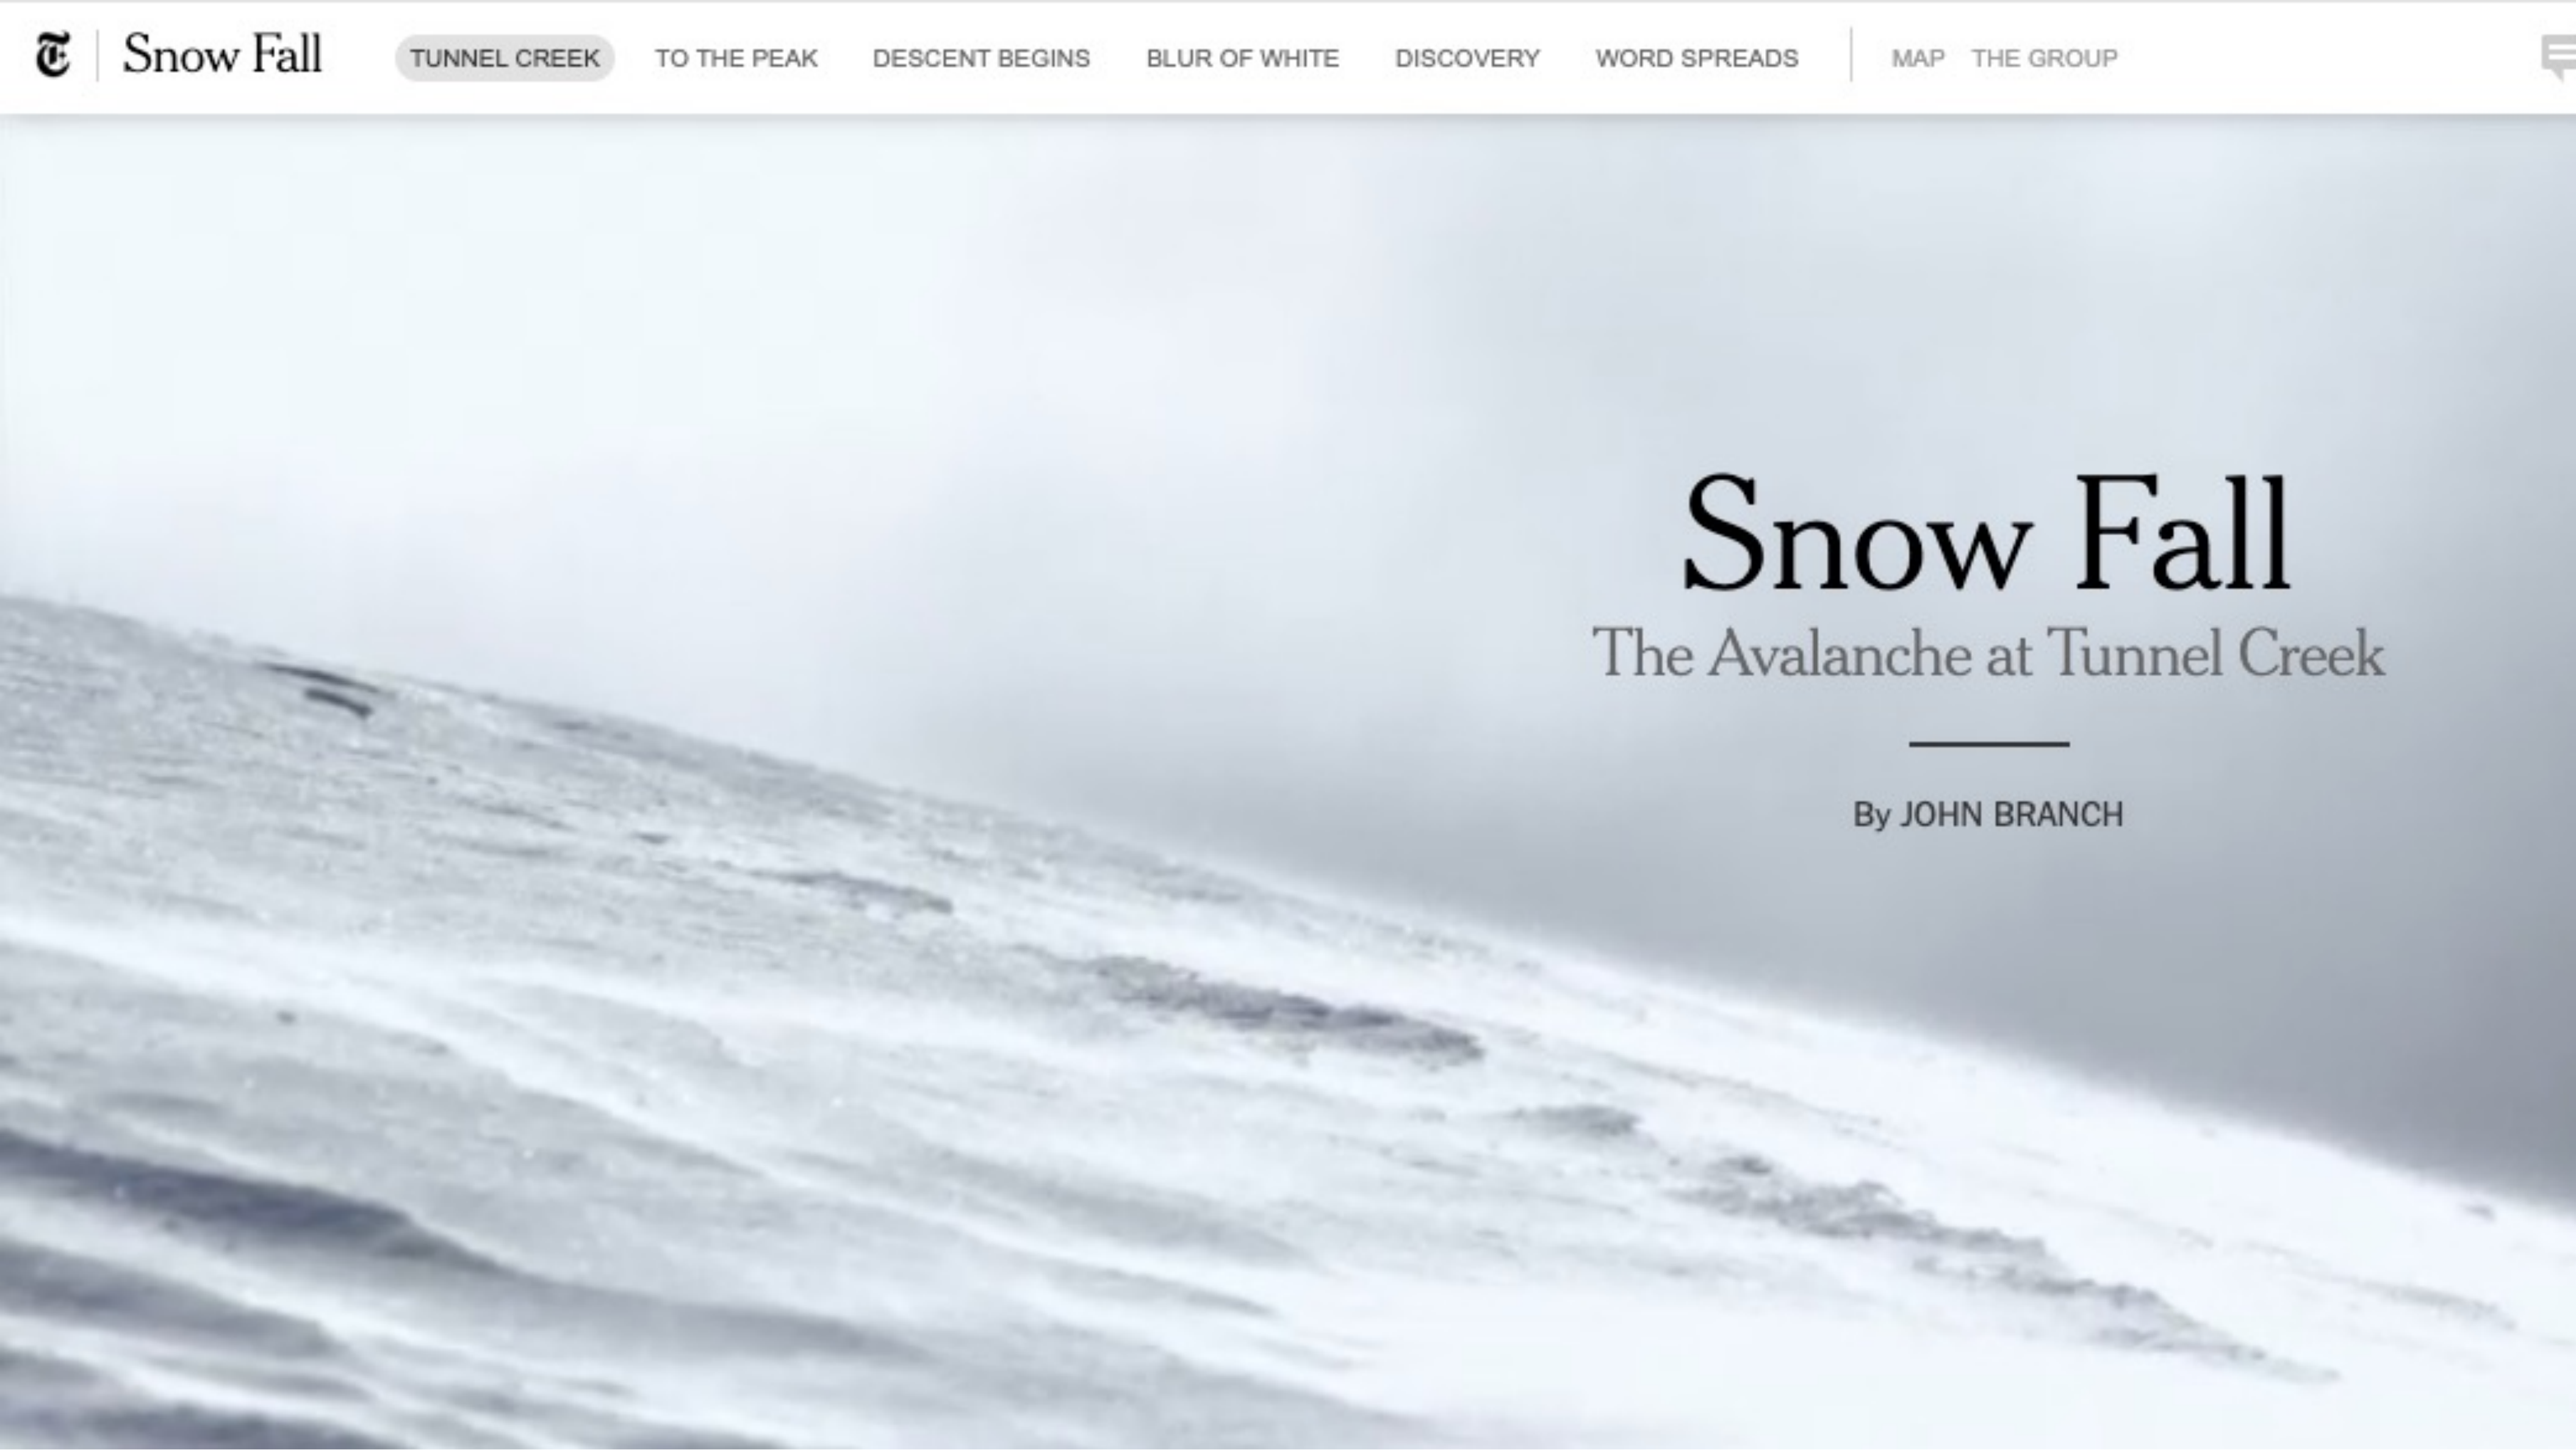 T
Snow Fall
TUNNEL CREEK
TO THE PEAK
DESCENT BEGINS
BLUR OF WHITE
DISCOVERY
WORD SPREADS
MAP
THE GROUP
Snow Fall
The Avalanche at Tunnel Creek
By JOHN BRANCH